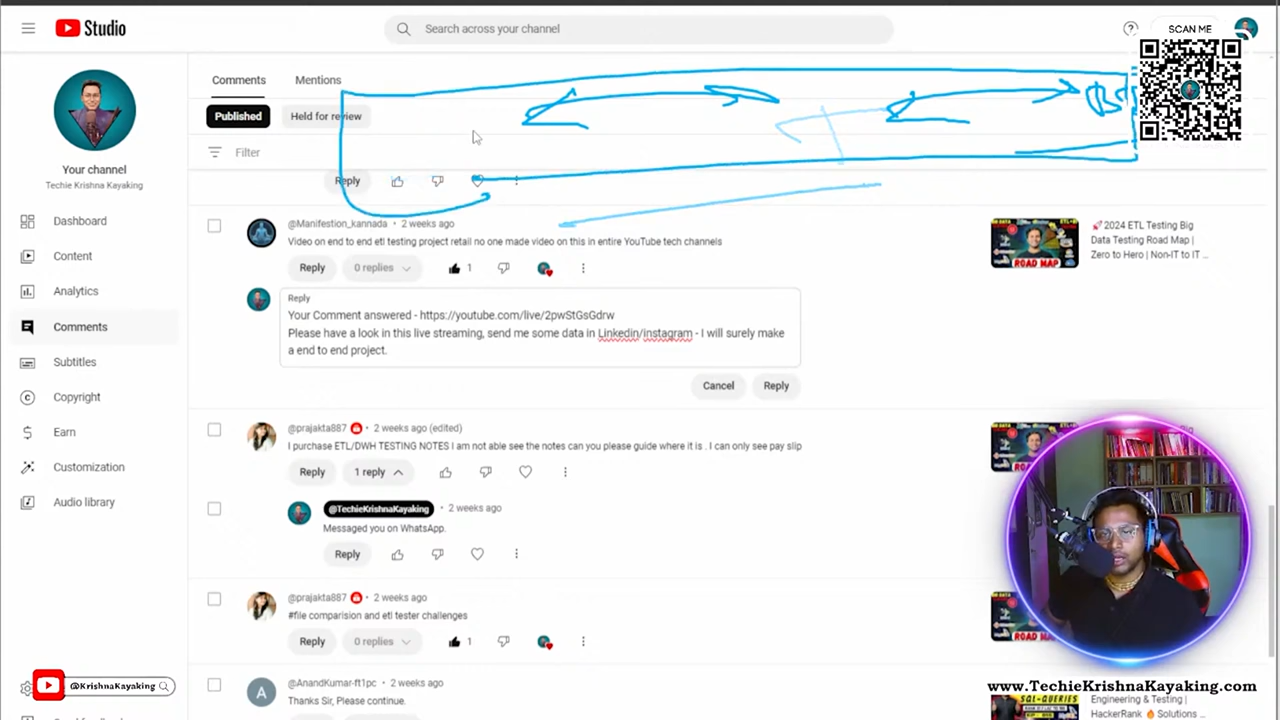 Studio
Search across your channel
SCAN ME
Your channel
Techie Krishna Kayaking
Dashboard
Content
Analytics
Comments
Subtitles
Copyright
Earn
Customization
Audio library
Comments
Mentions
Published
Held for review
Filter
Reply
@Manifestion_kannada • 2 weeks ago
Video on end to end etl testing project retail no one made video on this in entire YouTube tech channels
Reply
0 replies
1
🚀2024 ETL Testing Big
Data Testing Road Map |
Zero to Hero | Non-IT to IT ...
Reply
Your Comment answered - https://youtube.com/live/2pwStGsGdrw
Please have a look in this live streaming, send me some data in Linkedin/instagram - I will surely make
a end to end project.
Cancel
Reply
@prajakta887
• 2 weeks ago (edited)
I purchase ETL/DWH TESTING NOTES I am not able see the notes can you please guide where it is . I can only see pay slip
Reply
1 reply
@TechieKrishnaKayaking
• 2 weeks ago
Messaged you on WhatsApp.
Reply
@prajakta887
• 2 weeks ago
#file comparision and etl tester challenges
Reply
0 replies
1
A
@AnandKumar-ft1pc • 2 weeks ago
Thanks Sir, Please continue.
Engineering & Testing |
HackerRank 🔥 Solutions
@KrishnaKayaking
www.TechieKrishnaKayaking.com